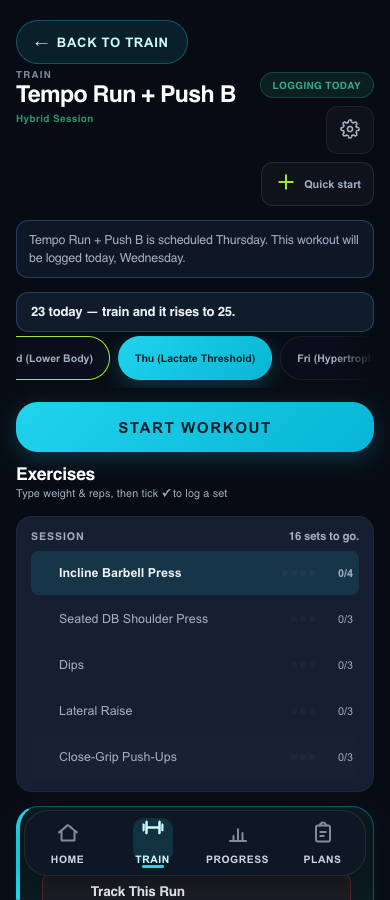 ← BACK TO TRAIN
TRAIN
Tempo Run + Push B
LOGGING TODAY
Hybrid Session
Quick start
Tempo Run + Push B is scheduled Thursday. This workout will
be logged today, Wednesday.
23 today — train and it rises to 25.
d (Lower Body)
Thu (Lactate Threshold)
Fri (Hypertroph
START WORKOUT
Exercises
Type weight & reps, then tick ✓ to log a set
SESSION
16 sets to go.
Incline Barbell Press
0/4
Seated DB Shoulder Press
0/3
Dips
0/3
Lateral Raise
0/3
Close-Grip Push-Ups
0/3
HOME
TRAIN
PROGRESS
PLANS
Track This Run